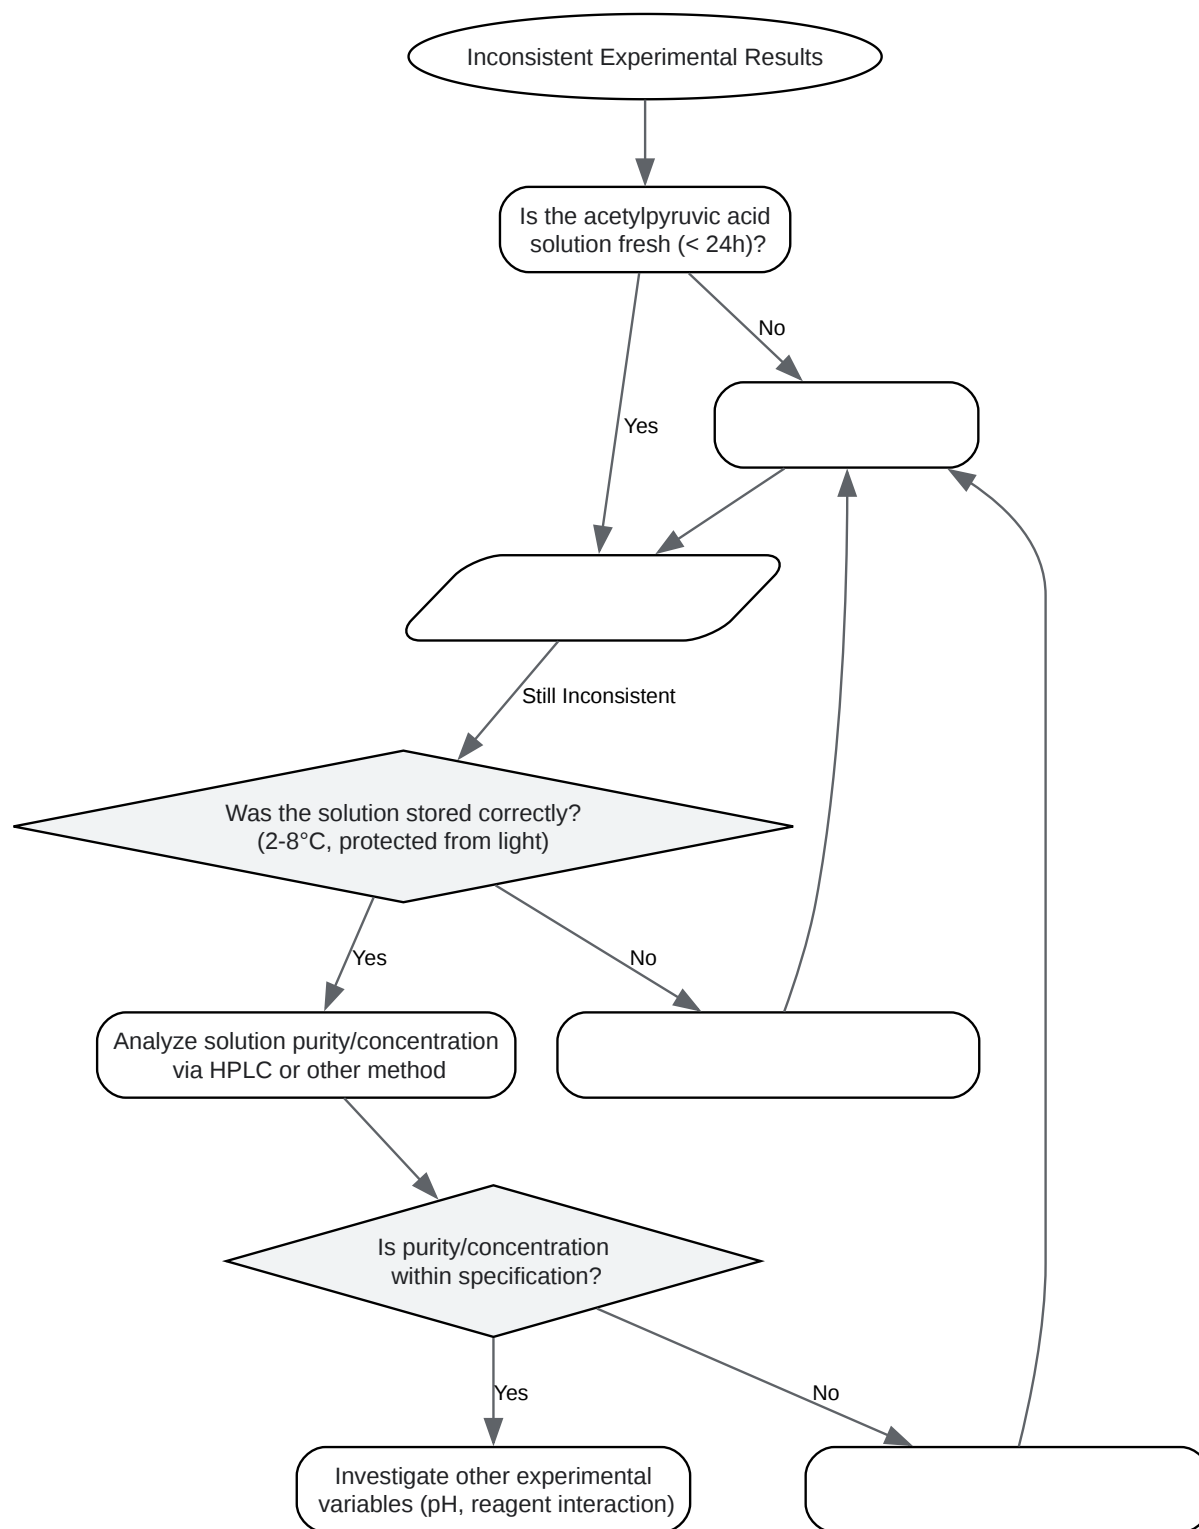 Inconsistent Experimental Results
Is the acetylpyruvic acid
solution fresh (< 24h)?
No
Yes
Still Inconsistent
Was the solution stored correctly?
(2-8°C, protected from light)
Yes
No
Analyze solution purity/concentration
via HPLC or other method
Is purity/concentration
within specification?
Yes
No
Investigate other experimental
variables (pH, reagent interaction)